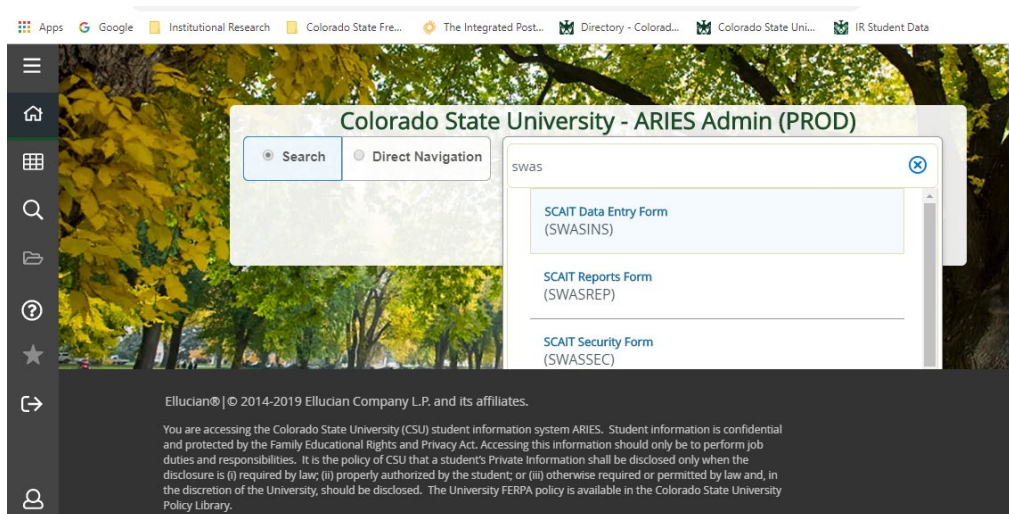 Apps Google Institutional Research Colorado State Fre... The Integrated Post... Directory - Colorad... Colorado State Uni... IR Student Data
Colorado State University - ARIES Admin (PROD)
Search Direct Navigation swas
SCAIT Data Entry Form
(SWASINS)
SCAIT Reports Form
(SWASREP)
SCAIT Security Form
(SWASSEC)
Ellucian®|© 2014-2019 Ellucian Company L.P. and its affiliates.
You are accessing the Colorado State University (CSU) student information system ARIES. Student information is confidential
and protected by the Family Educational Rights and Privacy Act. Accessing this information should only be to perform job
duties and responsibilities. It is the policy of CSU that a student's Private Information shall be disclosed only when the
disclosure is (i) required by law; (ii) properly authorized by the student; or (iii) otherwise required or permitted by law and, in
the discretion of the University, should be disclosed. The University FERPA policy is available in the Colorado State University
Policy Library.